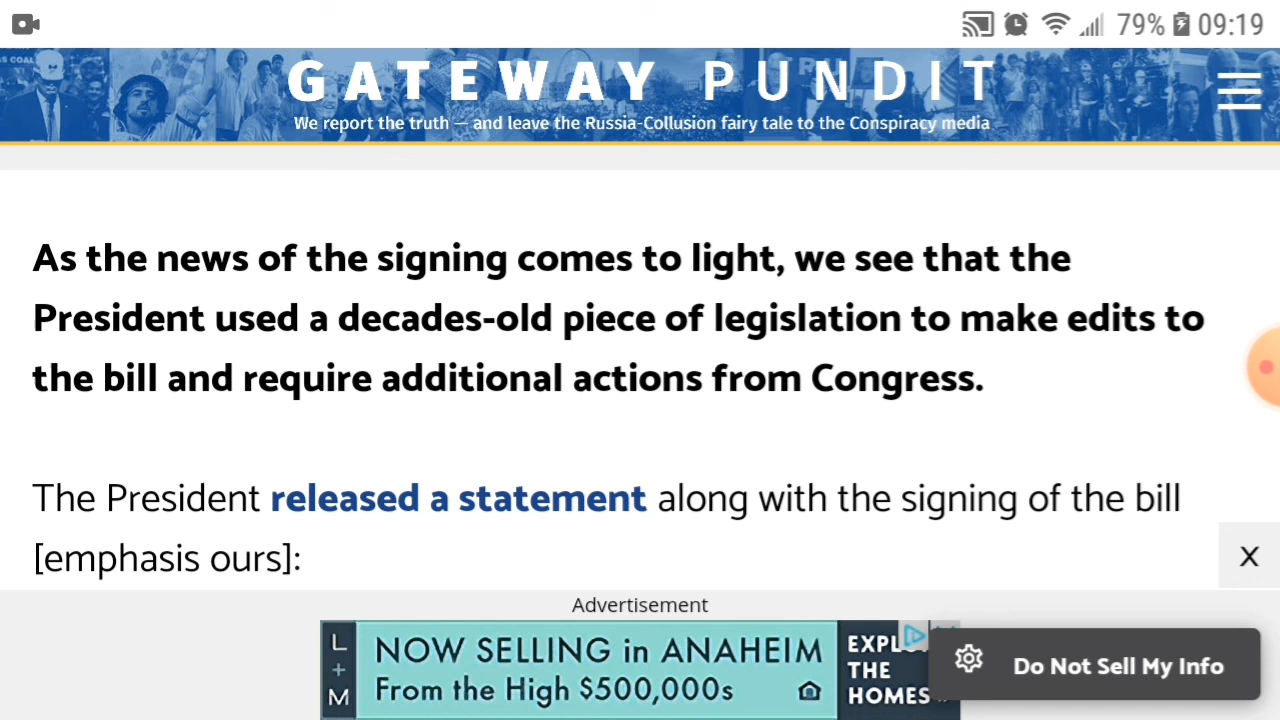 79% 09:19
GATEWAY PUNDIT
We report the truth — and leave the Russia-Collusion fairy tale to the Conspiracy media
As the news of the signing comes to light, we see that the
President used a decades-old piece of legislation to make edits to
the bill and require additional actions from Congress.
The President released a statement along with the signing of the bill
[emphasis ours]:
X
Advertisement
L + M
NOW SELLING in ANAHEIM
From the High $500,000s
THE
HOMES
Do Not Sell My Info